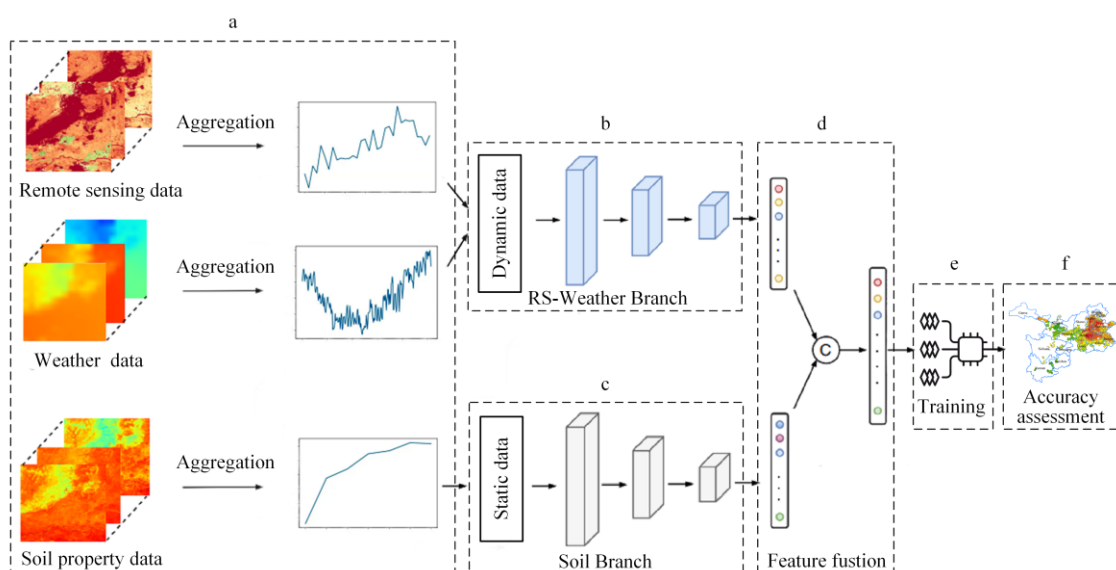 a
Aggregation
Remote sensing data
Aggregation
Weather data
Aggregation
Soil property data
b
Dynamic data
RS-Weather Branch
c
Static data
Soil Branch
d
C
Feature fustion
e
Training
f
Accuracy
assessment